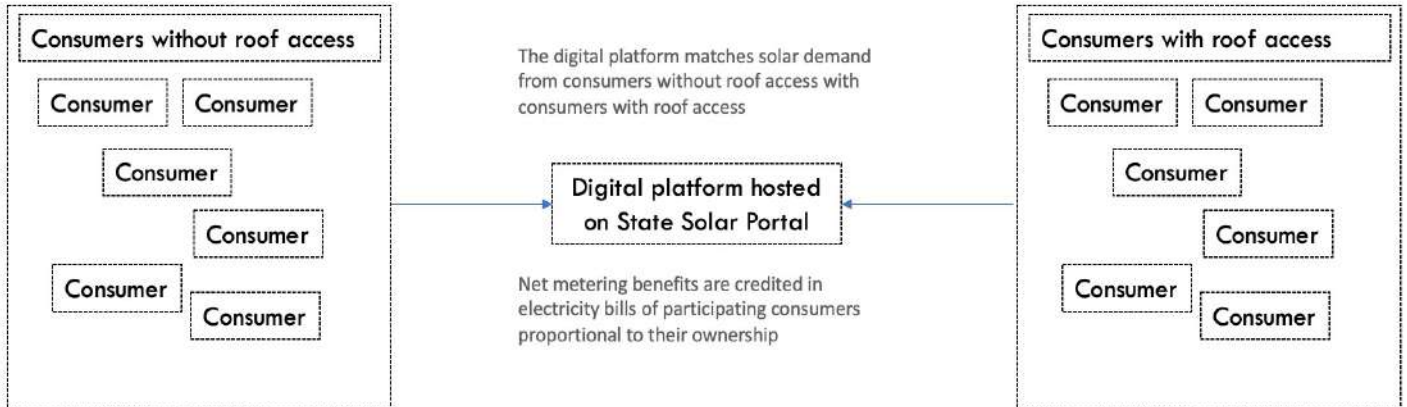 Consumers without roof access
Consumer
Consumer
Consumer
Consumer
Consumer
Consumer
The digital platform matches solar demand
from consumers without roof access with
consumers with roof access
Digital platform hosted
on State Solar Portal
Net metering benefits are credited in
electricity bills of participating consumers
proportional to their ownership
Consumers with roof access
Consumer
Consumer
Consumer
Consumer
Consumer
Consumer